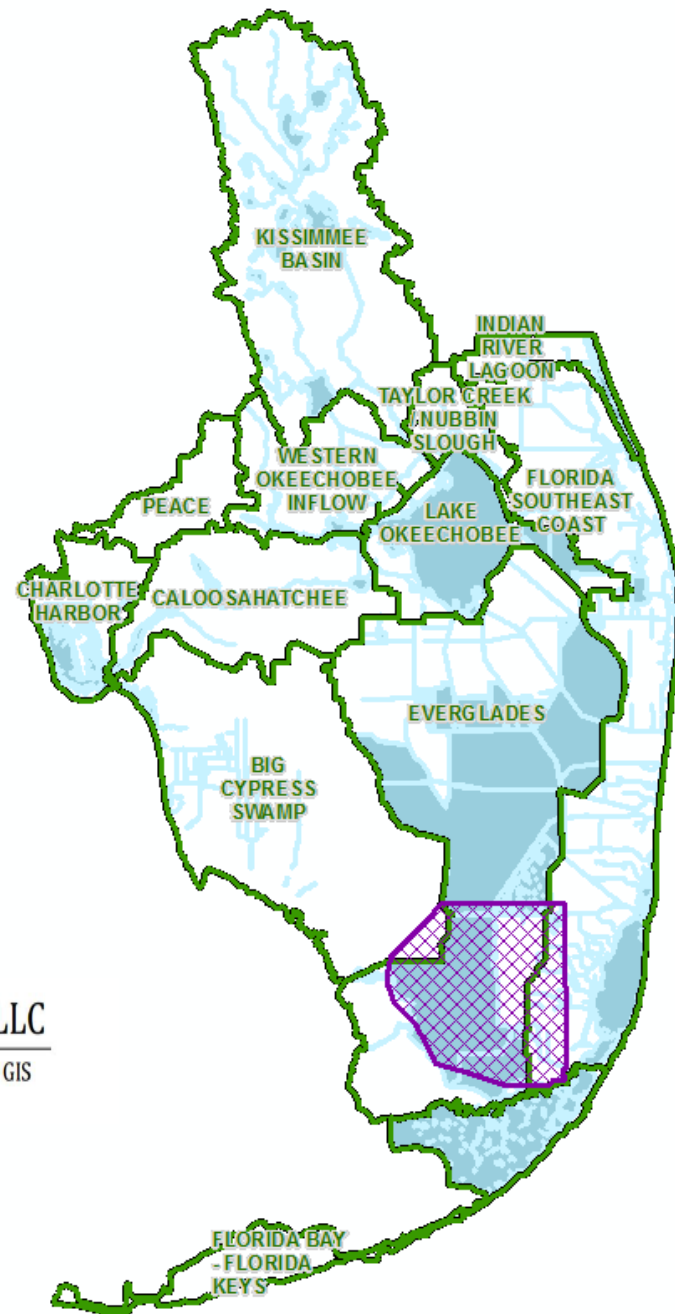 KISSIMMEE
BASIN
INDIAN
RIVER
LAGOON
TAYLOR CREEK
/NUBBIN
SLOUGH
WESTERN
OKEECHOBEE
INFLOW
FLORIDA
SOUTHEAST
COAST
PEACE
LAKE
OKEECHOBEE
CHARLOTTE
HARBOR
CALOOSAHATCHEE
EVERGLADES
BIG
CYPRESS
SWAMP
LLC
GIS
FLORIDA BAY
- FLORIDA
KEYS